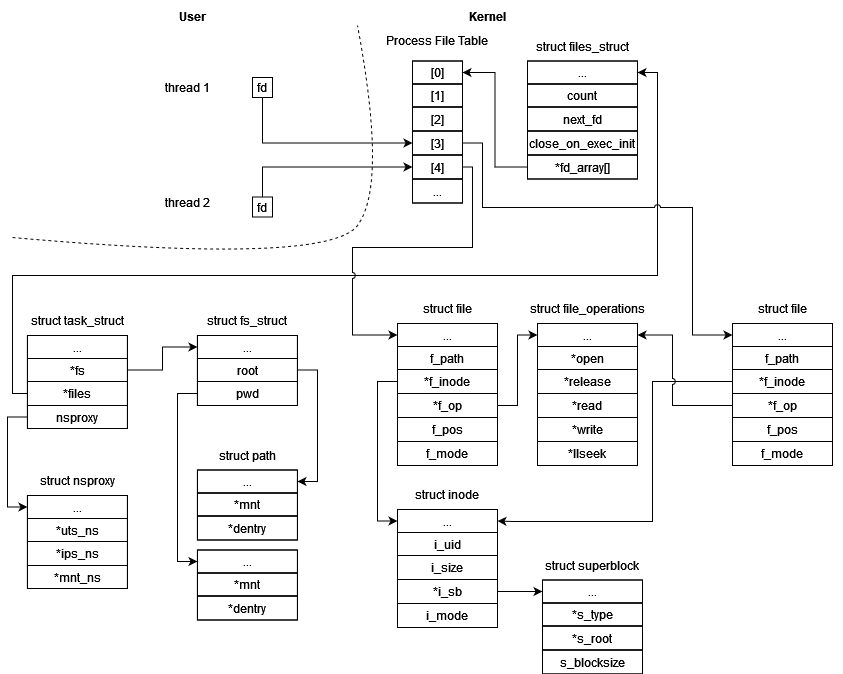 User
Kernel
Process File Table
struct files_struct
thread 1
fd
[0]
[1]
[2]
[3]
[4]
...
...
count
next_fd
close_on_exec_init
*fd_array[]
thread 2
fd
struct task_struct
...
*fs
*files
nsproxy
struct fs_struct
...
root
pwd
struct file
...
f_path
*f_inode
*f_op
f_pos
f_mode
struct file_operations
...
*open
*release
*read
*write
*llseek
struct file
...
f_path
*f_inode
*f_op
f_pos
f_mode
struct nsproxy
...
*uts_ns
*ips_ns
*mnt_ns
struct path
...
*mnt
*dentry
...
*mnt
*dentry
struct inode
...
i_uid
i_size
*i_sb
i_mode
struct superblock
...
*s_type
*s_root
s_blocksize